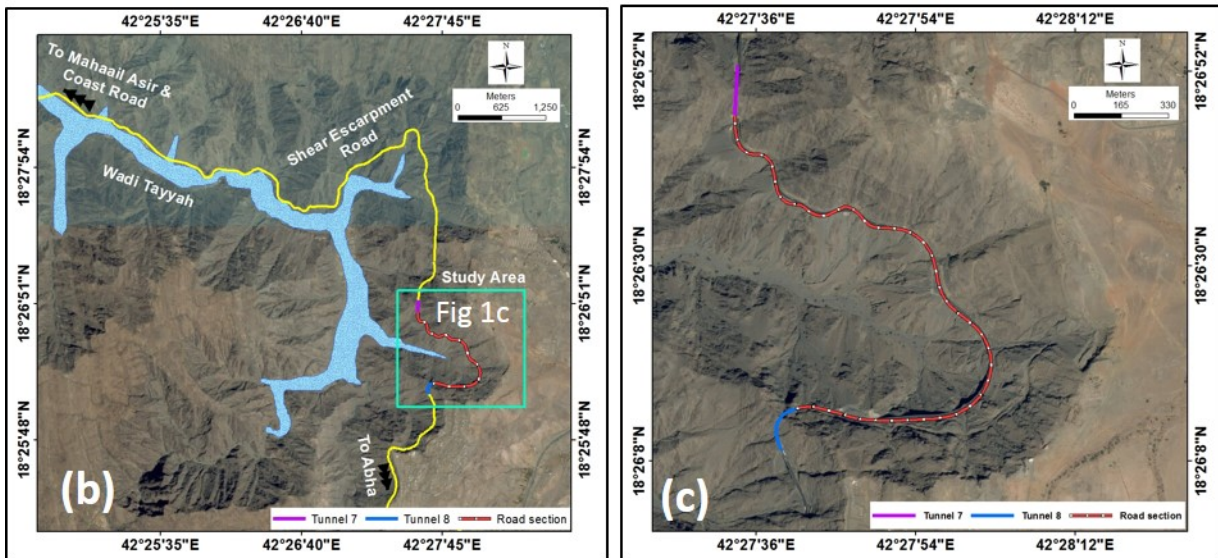 42°25'35"E 42°26'40"E 42°27'45"E
To Mahaail Asir &
Coast Road
N
Meters
0 625 1,250
Shear Escarpment
Road
Wadi Tayyah
18°27'54"N
18°27'54"N
Study Area
18°26'51"N
18°26'51"N
Fig 1c
18°25'48"N
18°25'48"N
To Abha
(b)
Tunnel 7 Tunnel 8 Road section
42°25'35"E 42°26'40"E 42°27'45"E
42°27'36"E 42°27'54"E 42°28'12"E
18°26'52"N
18°26'52"N
N
Meters
0 165 330
18°26'30"N
18°26'30"N
18°26'8"N
18°26'8"N
(c)
Tunnel 7 Tunnel 8 Road section
42°27'36"E 42°27'54"E 42°28'12"E